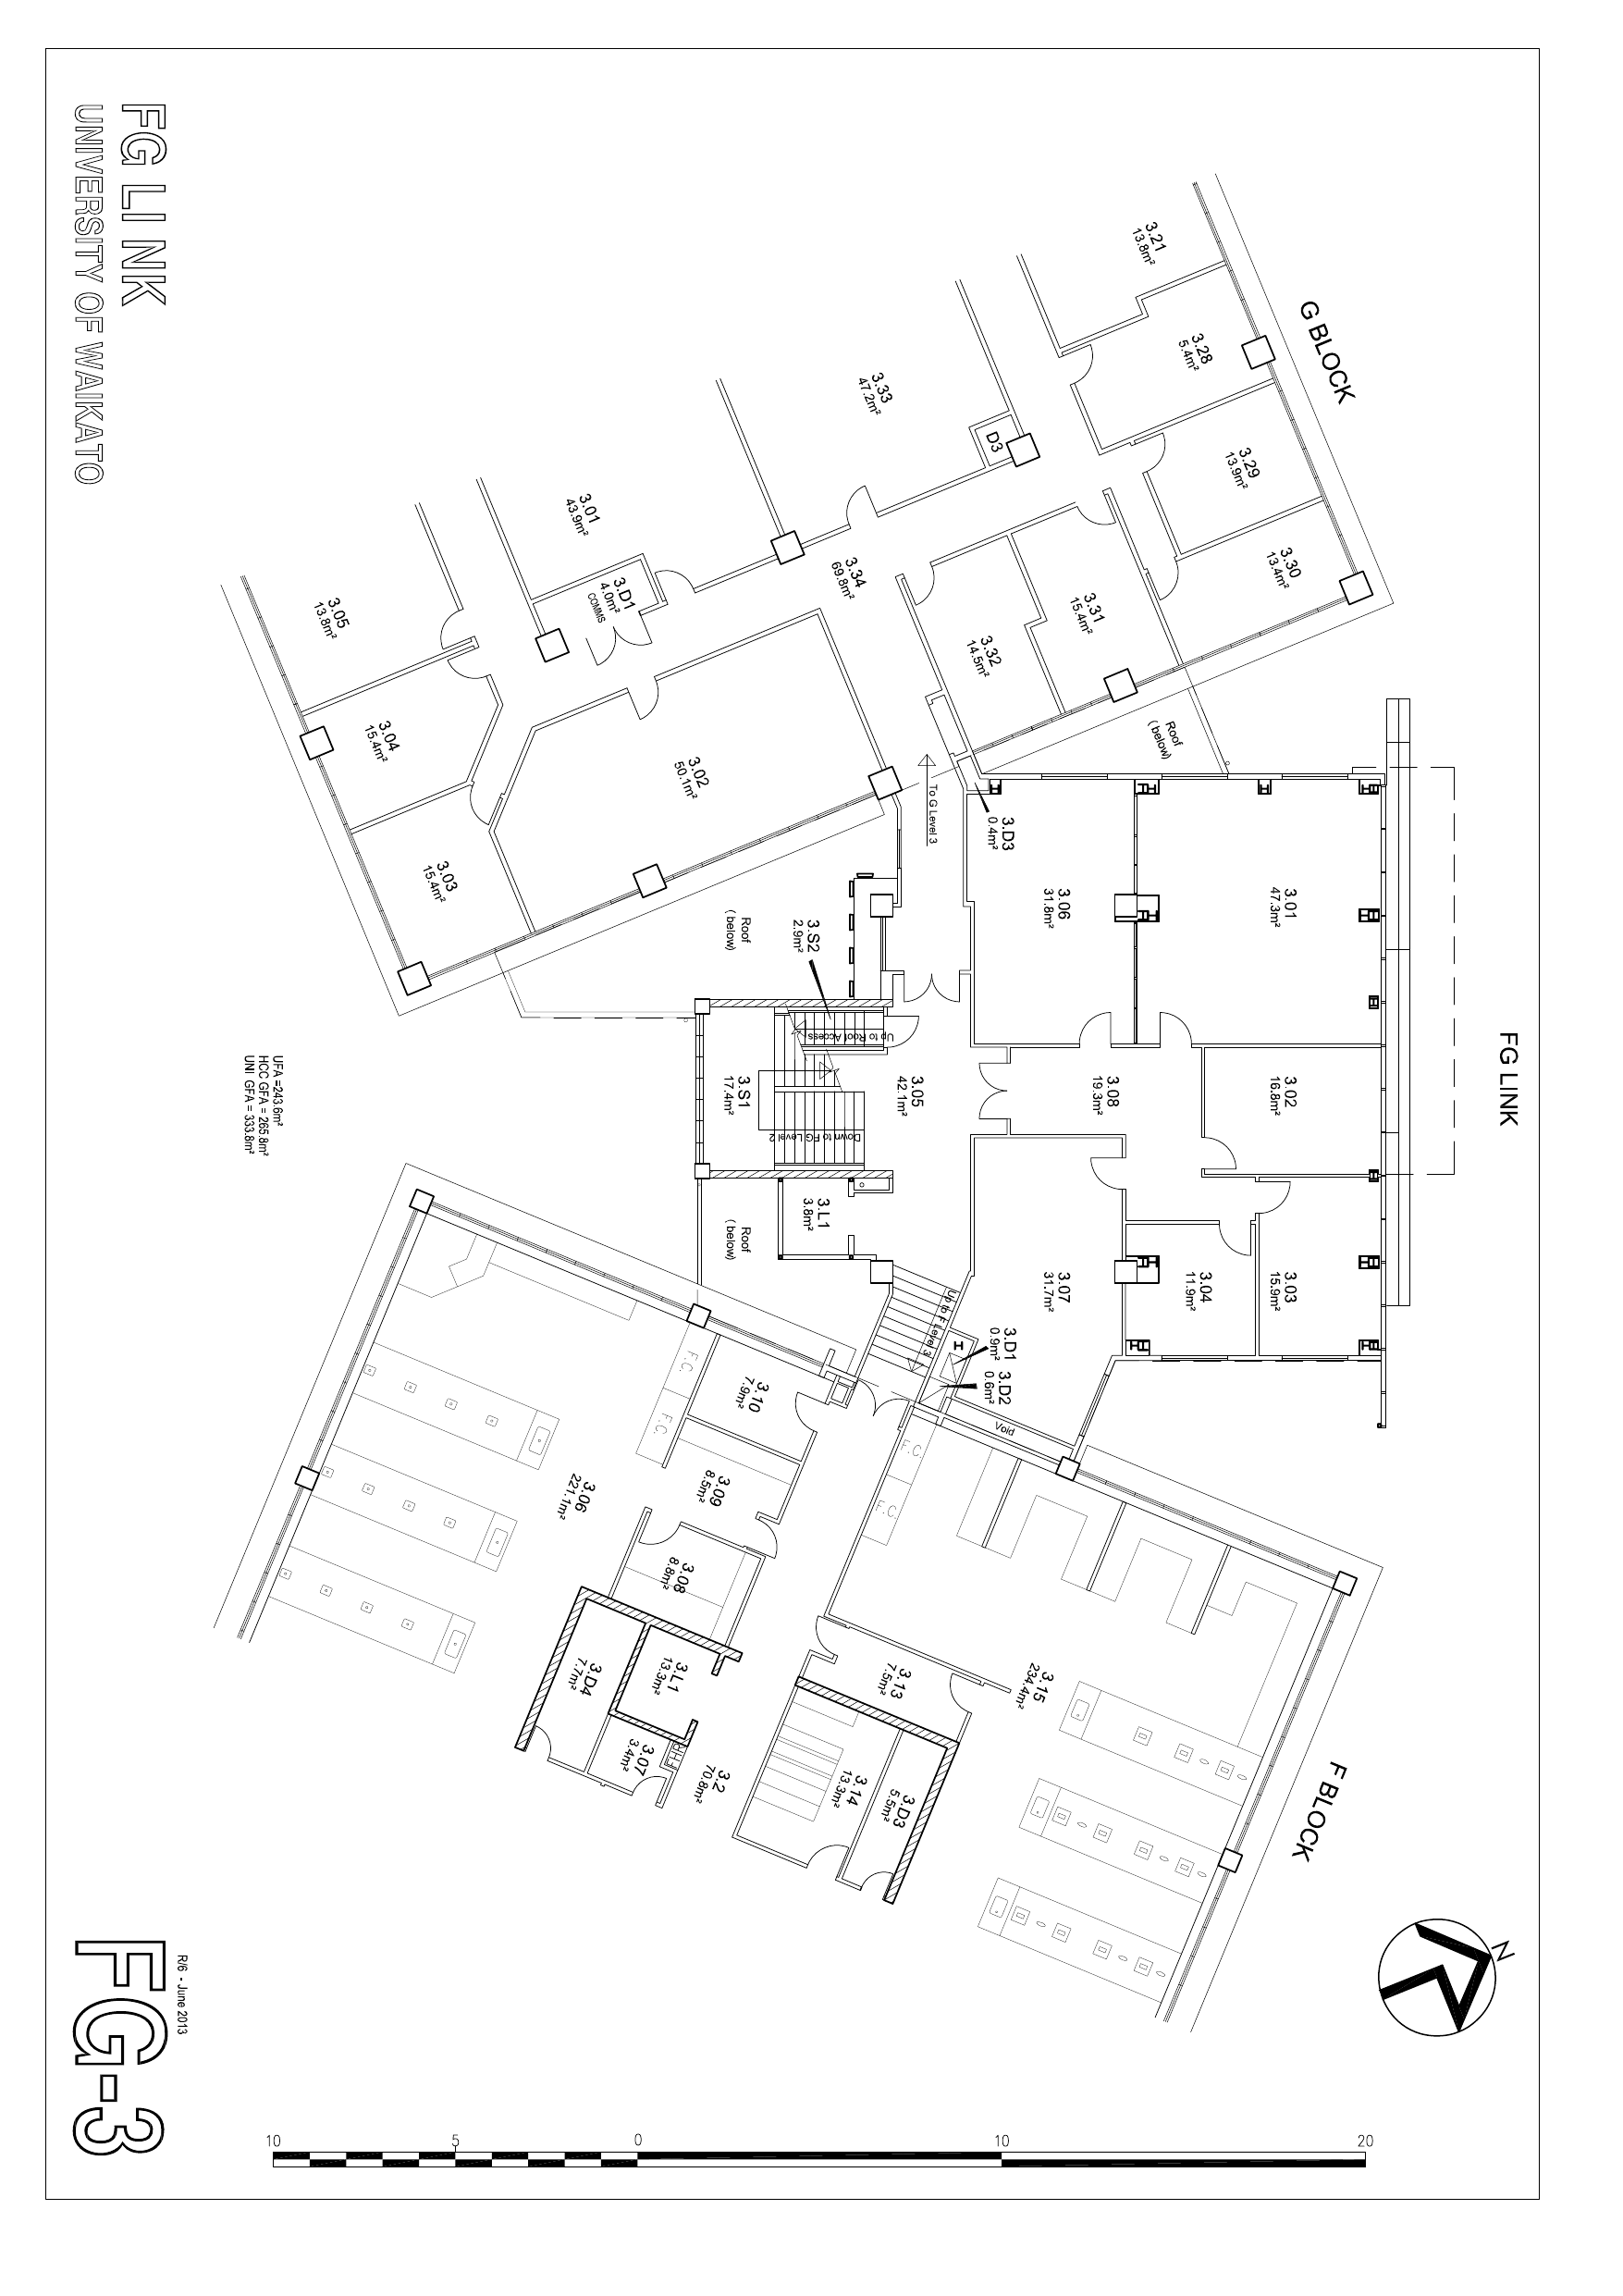 FG LINK
UNIVERSITY OF WAIKATO
G BLOCK
3.21
13.8m²
3.28
5.4m²
3.29
13.9m²
3.30
13.4m²
3.31
15.4m²
3.32
14.5m²
3.33
47.2m²
D3
3.34
69.8m²
3.01
43.9m²
3.D1
4.0m²
COMMS
3.05
13.8m²
3.04
15.4m²
3.03
15.4m²
3.02
50.1m²
Roof
( below)
To G Level 3
FG LINK
3.D3
0.4m²
3.06
31.8m²
3.01
47.3m²
Roof
( below)
3.S2
2.9m²
Up to Roof Access
3.S1
17.4m²
Down to FG Level 2
3.05
42.1m²
3.08
19.3m²
3.02
16.8m²
3.L1
3.8m²
Roof
( below)
3.07
31.7m²
3.04
11.9m²
3.03
15.9m²
Up to F Level 3
3.D1
0.9m²
3.D2
0.6m²
Void
UFA =243.6m²
HCC GFA = 265.8m²
UNI GFA = 333.8m²
F BLOCK
F.C.
F.C.
3.10
7.9m²
3.09
8.5m²
3.06
221.1m²
3.08
8.8m²
F.C.
F.C.
3.L1
13.3m²
3.D4
7.7m²
3.07
3.4m²
FHR
3.2
70.8m²
3.13
7.5m²
3.15
234.4m²
3.14
13.3m²
3.D3
5.5m²
N
R/6 - June 2013
FG-3
10 5 0 10 20